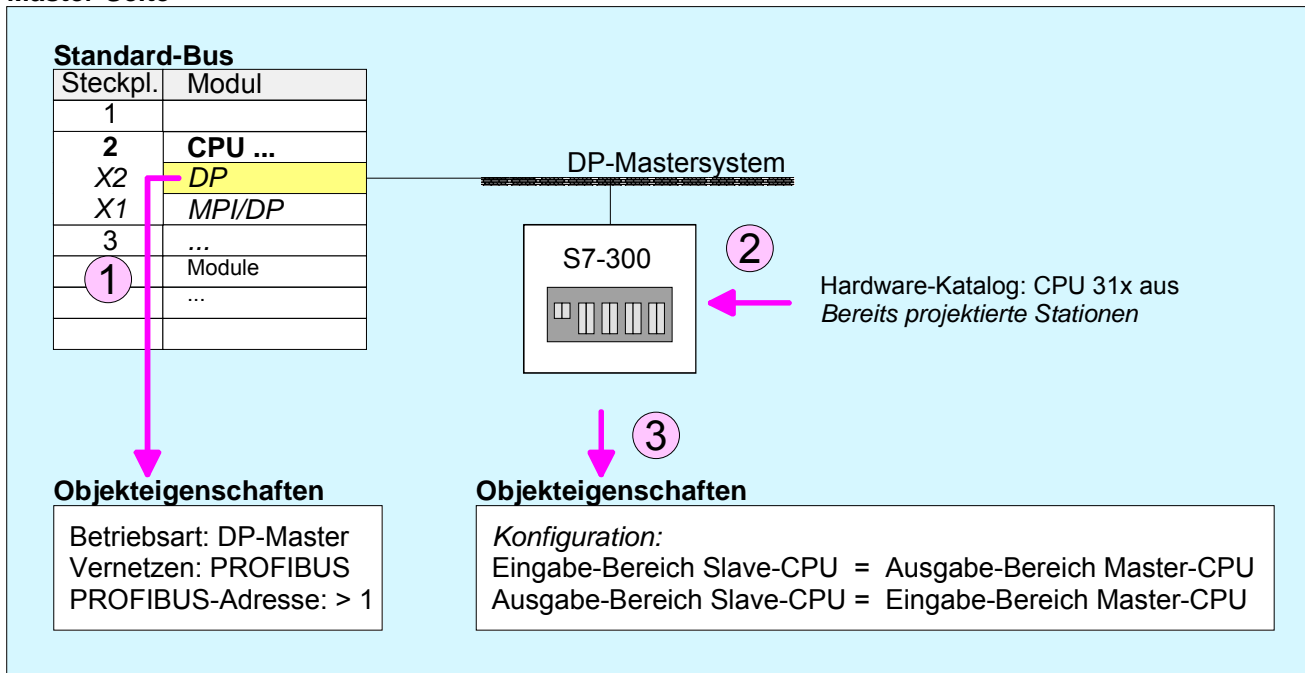 Master-Seite
Standard-Bus
Steckpl. Modul
1
2 CPU ...
X2 DP
X1 MPI/DP
3 ...
Module
...
1
DP-Mastersystem
S7-300
2
Hardware-Katalog: CPU 31x aus
Bereits projektierte Stationen
3
Objekteigenschaften
Betriebsart: DP-Master
Vernetzen: PROFIBUS
PROFIBUS-Adresse: > 1
Objekteigenschaften
Konfiguration:
Eingabe-Bereich Slave-CPU = Ausgabe-Bereich Master-CPU
Ausgabe-Bereich Slave-CPU = Eingabe-Bereich Master-CPU